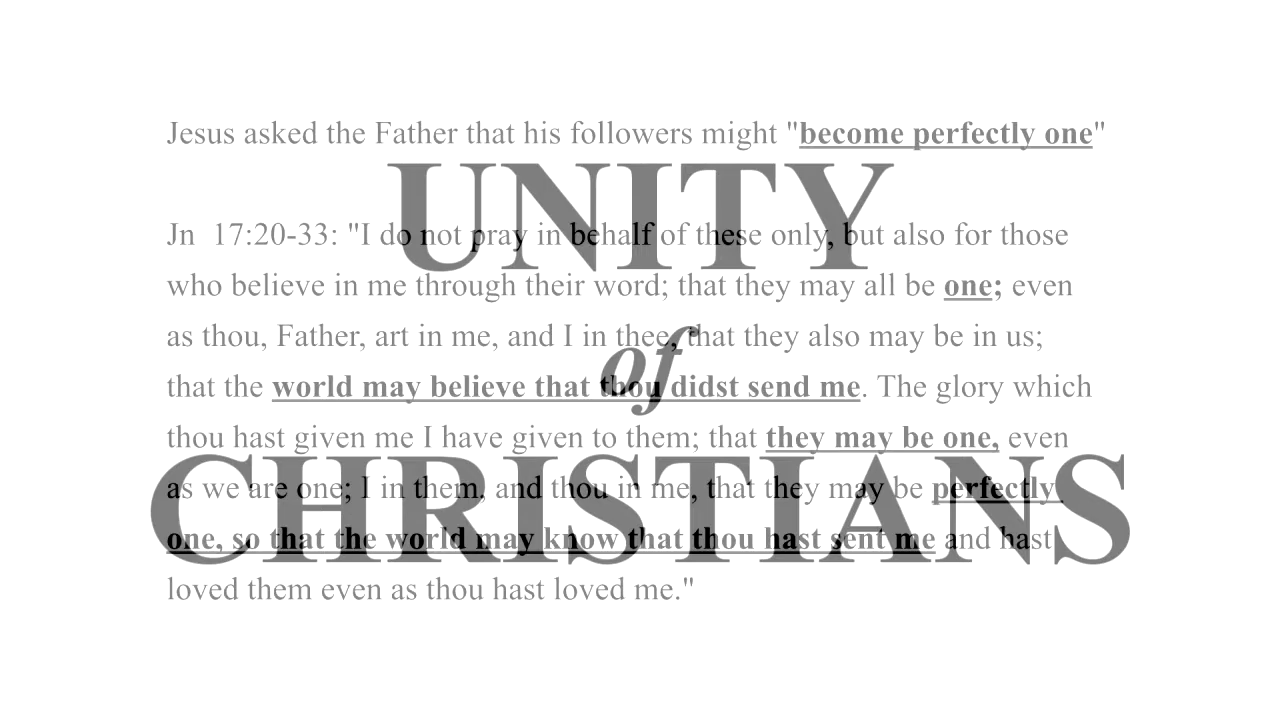 Jesus asked the Father that his followers might "become perfectly one"
UNITY
Jn 17:20-33: "I do not pray in behalf of these only, but also for those
who believe in me through their word; that they may all be one; even
as thou, Father, art in me, and I in thee, that they also may be in us;
of
that the world may believe that thou didst send me. The glory which
thou hast given me I have given to them; that they may be one, even
CHRISTIANS
as we are one; I in them, and thou in me, that they may be perfectly
one, so that the world may know that thou hast sent me and hast
loved them even as thou hast loved me."